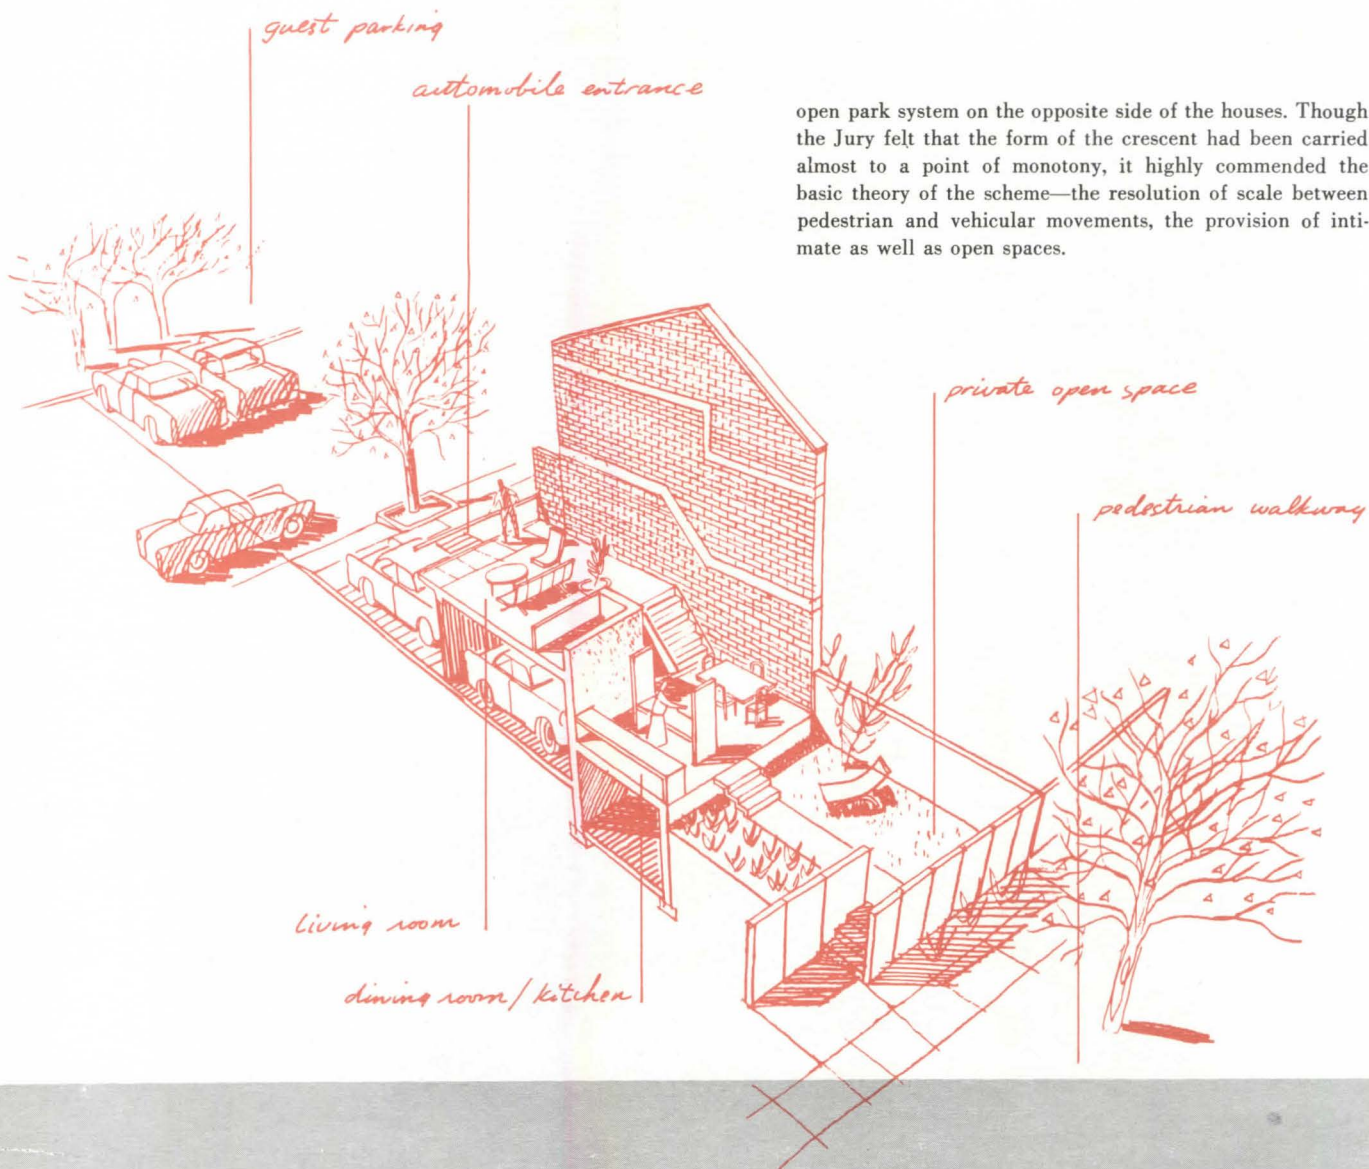 guest parking
automobile entrance
open park system on the opposite side of the houses. Though
the Jury felt that the form of the crescent had been carried
almost to a point of monotony, it highly commended the
basic theory of the scheme—the resolution of scale between
pedestrian and vehicular movements, the provision of inti-
mate as well as open spaces.
private open space
pedestrian walkway
living room
dining room/kitchen